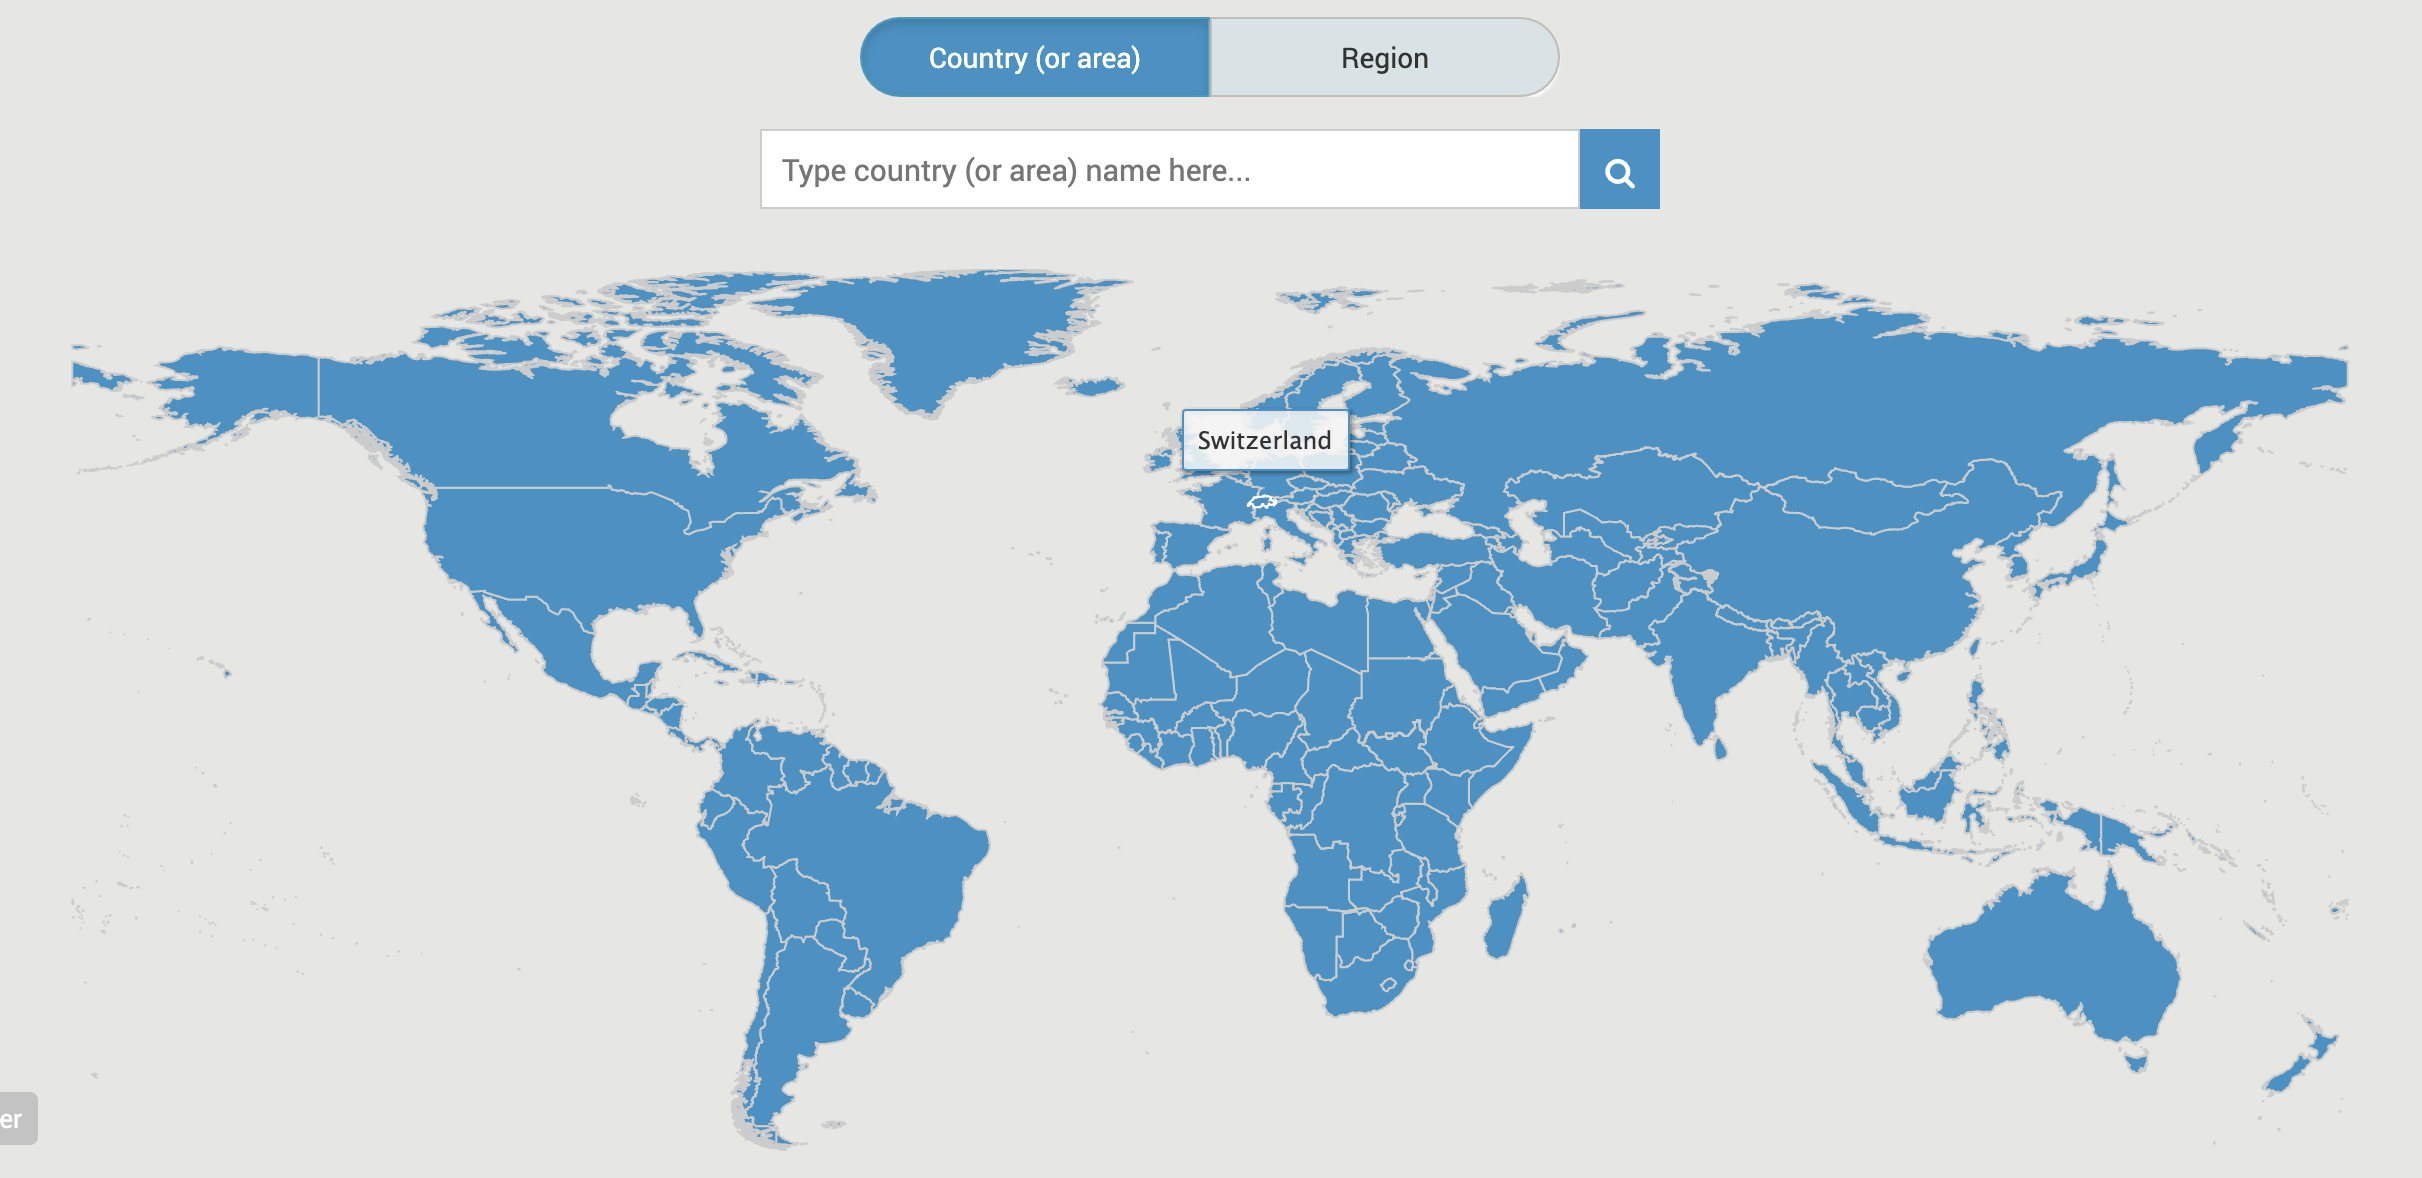 Country (or area)
Region
Type country (or area) name here...
Switzerland
er